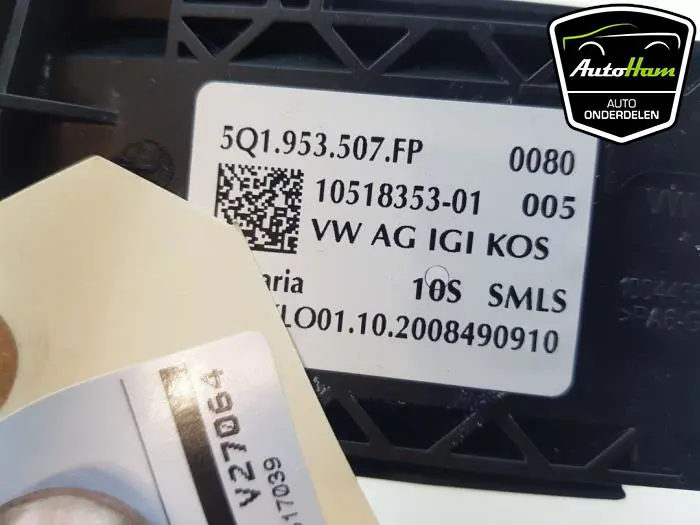 AutoHam
AUTO
ONDERDELEN
5Q1.953.507.FP 0080
10518353-01 005
VW AG IGI KOS
10S SMLS
LO01.10.2008490910
V27064
17039